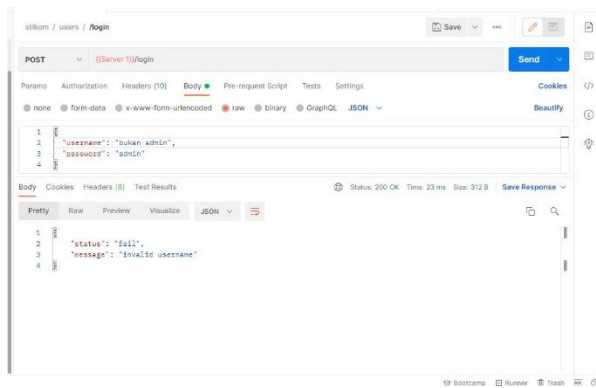 stikom / users / /login
Save
POST
{{Server 1}}/login
Send
Params Authorization Headers (10) Body Pre-request Script Tests Settings Cookies
none form-data x-www-form-urlencoded raw binary GraphQL JSON Beautify
1 {
2 "username": "bukan admin",
3 "password": "admin"
4 }
Body Cookies Headers (8) Test Results Status: 200 OK Time: 23 ms Size: 312 B Save Response
Pretty Raw Preview Visualize JSON
1 {
2 "status": "fail",
3 "message": "invalid username"
4 }
Bootcamp Runner Trash